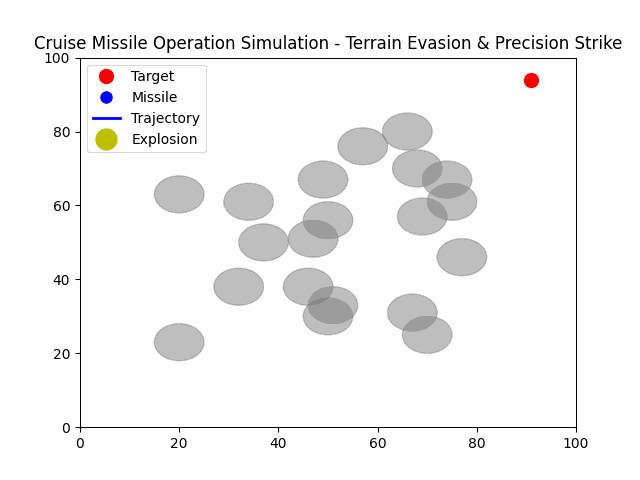 Cruise Missile Operation Simulation - Terrain Evasion & Precision Strike
Target
Missile
Trajectory
Explosion
100
80
60
40
20
0
0 20 40 60 80 100